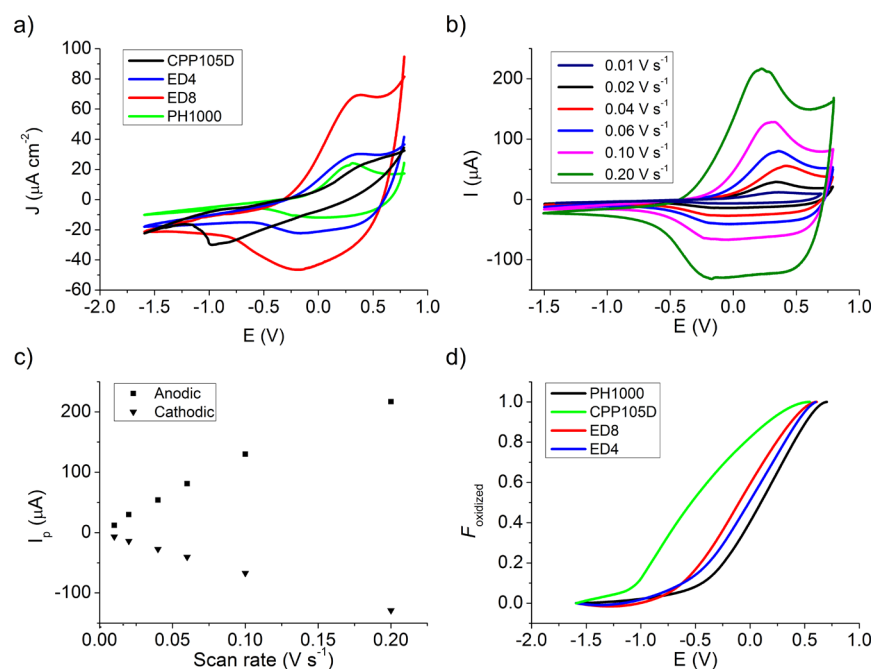 a)
CPP105D
ED4
ED8
PH1000
J (µA cm⁻²)
100
80
60
40
20
0
-20
-40
-60
-2.0 -1.5 -1.0 -0.5 0.0 0.5 1.0
E (V)
b)
0.01 V s⁻¹
0.02 V s⁻¹
0.04 V s⁻¹
0.06 V s⁻¹
0.10 V s⁻¹
0.20 V s⁻¹
I (µA)
200
100
0
-100
-1.5 -1.0 -0.5 0.0 0.5 1.0
E (V)
c)
Anodic
Cathodic
Iₚ (µA)
200
100
0
-100
0.00 0.05 0.10 0.15 0.20
Scan rate (V s⁻¹)
d)
PH1000
CPP105D
ED8
ED4
F oxidized
1.0
0.8
0.6
0.4
0.2
0.0
-2.0 -1.5 -1.0 -0.5 0.0 0.5 1.0
E (V)